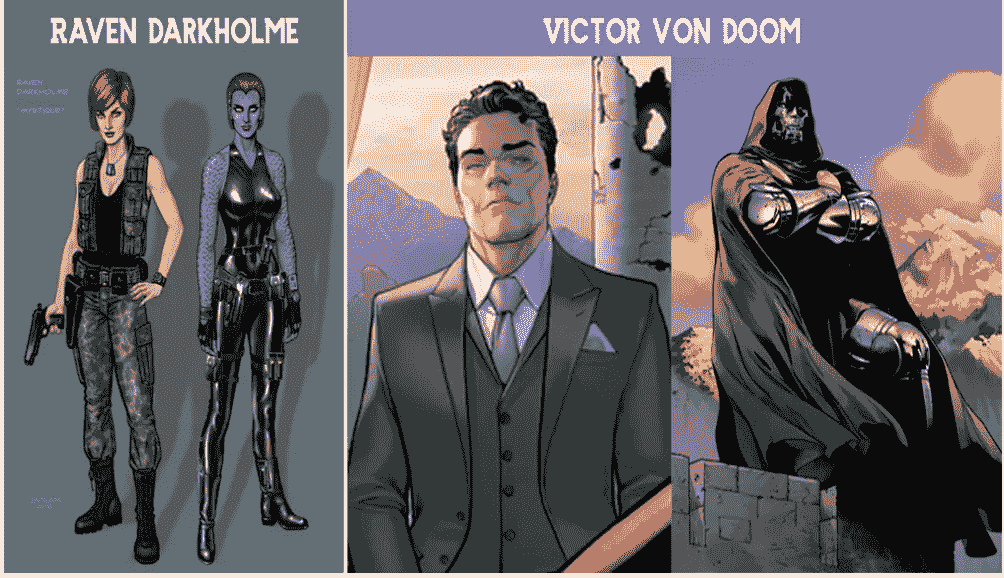 RAVEN DARKHOLME
VICTOR VON DOOM
RAVEN
DARKHOLME
"MYSTIQUE"